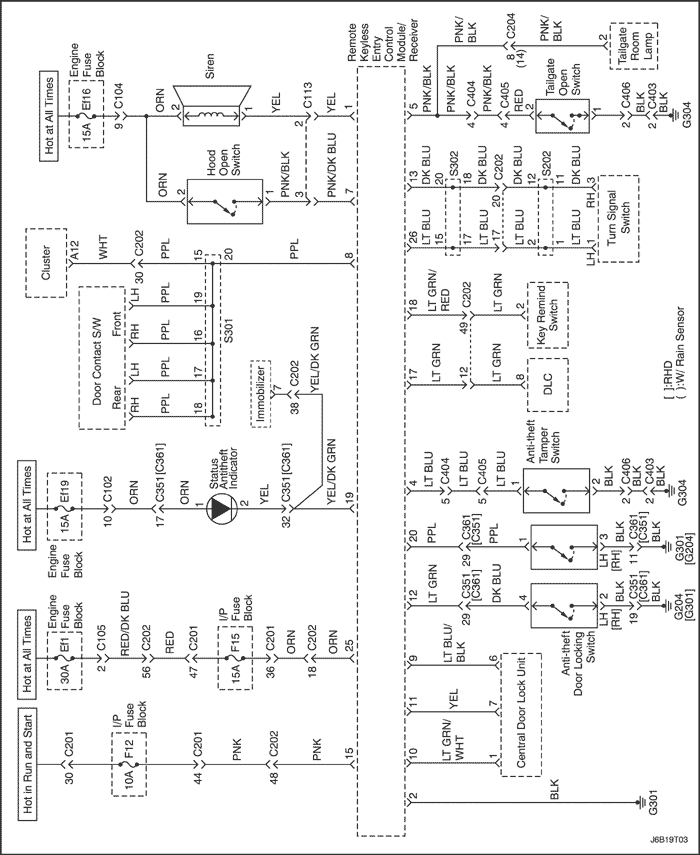 Hot at All Times
Engine
Fuse
Block
Ef16
15A
9
C104
ORN
Siren
2
1
YEL
2
C113
YEL
1
Hood
Open
Switch
ORN
2
1
PNK/BLK
3
PNK/DK BLU
7
Cluster
A12
WHT
C202
30
PPL
15
20
PPL
8
Door Contact S/W
Front
Rear
LH
PPL
19
RH
PPL
16
LH
PPL
17
RH
PPL
18
S301
Immobilizer
7
38
C202
YEL/DK GRN
Hot at All Times
Engine
Fuse
Block
Ef19
15A
10
C102
ORN
17
C351[C361]
ORN
1
Status
Antitheft
Indicator
2
YEL
32
C351[C361]
YEL/DK GRN
19
Hot at All Times
Engine
Fuse
Block
Ef1
30A
2
C105
RED/DK BLU
56
C202
RED
47
C201
I/P
Fuse
Block
F15
15A
36
C201
ORN
18
C202
ORN
25
Hot in Run and Start
30
C201
I/P
Fuse
Block
F12
10A
44
C201
PNK
48
C202
PNK
15
Remote
Keyless
Entry
Control
Module/
Receiver
5
PNK/BLK
PNK/
BLK
C204
8
(14)
PNK/
BLK
2
Tailgate
Room
Lamp
4
C404
PNK/BLK
4
C405
RED
2
Tailgate
Open
Switch
1
BLK
2
C406
BLK
2
C403
BLK
G304
13
DK BLU
20
S302
18
DK BLU
20
C202
DK BLU
12
S202
11
DK BLU
3
RH
26
LT BLU
15
17
LT BLU
17
LT BLU
2
1
LT BLU
1
LH
Turn Signal
Switch
18
LT GRN/
RED
49
C202
LT GRN
2
Key Remind
Switch
17
LT GRN
12
LT GRN
8
DLC
[ ]:RHD
( ):W/ Rain Sensor
4
LT BLU
5
C404
LT BLU
5
C405
LT BLU
1
Anti-theft
Tamper
Switch
2
BLK
2
C406
BLK
2
C403
BLK
G304
20
PPL
29
C361
[C351]
PPL
1
3
LH
[RH]
BLK
11
C361
[C351]
G301
[G204]
12
LT GRN
29
C351
[C361]
DK BLU
4
2
LH
[RH]
BLK
19
C351
[C361]
G204
[G301]
Anti-theft
Door Locking
Switch
9
LT BLU/
BLK
6
11
YEL
7
10
LT GRN/
WHT
1
Central Door Lock Unit
2
BLK
G301
J6B19T03